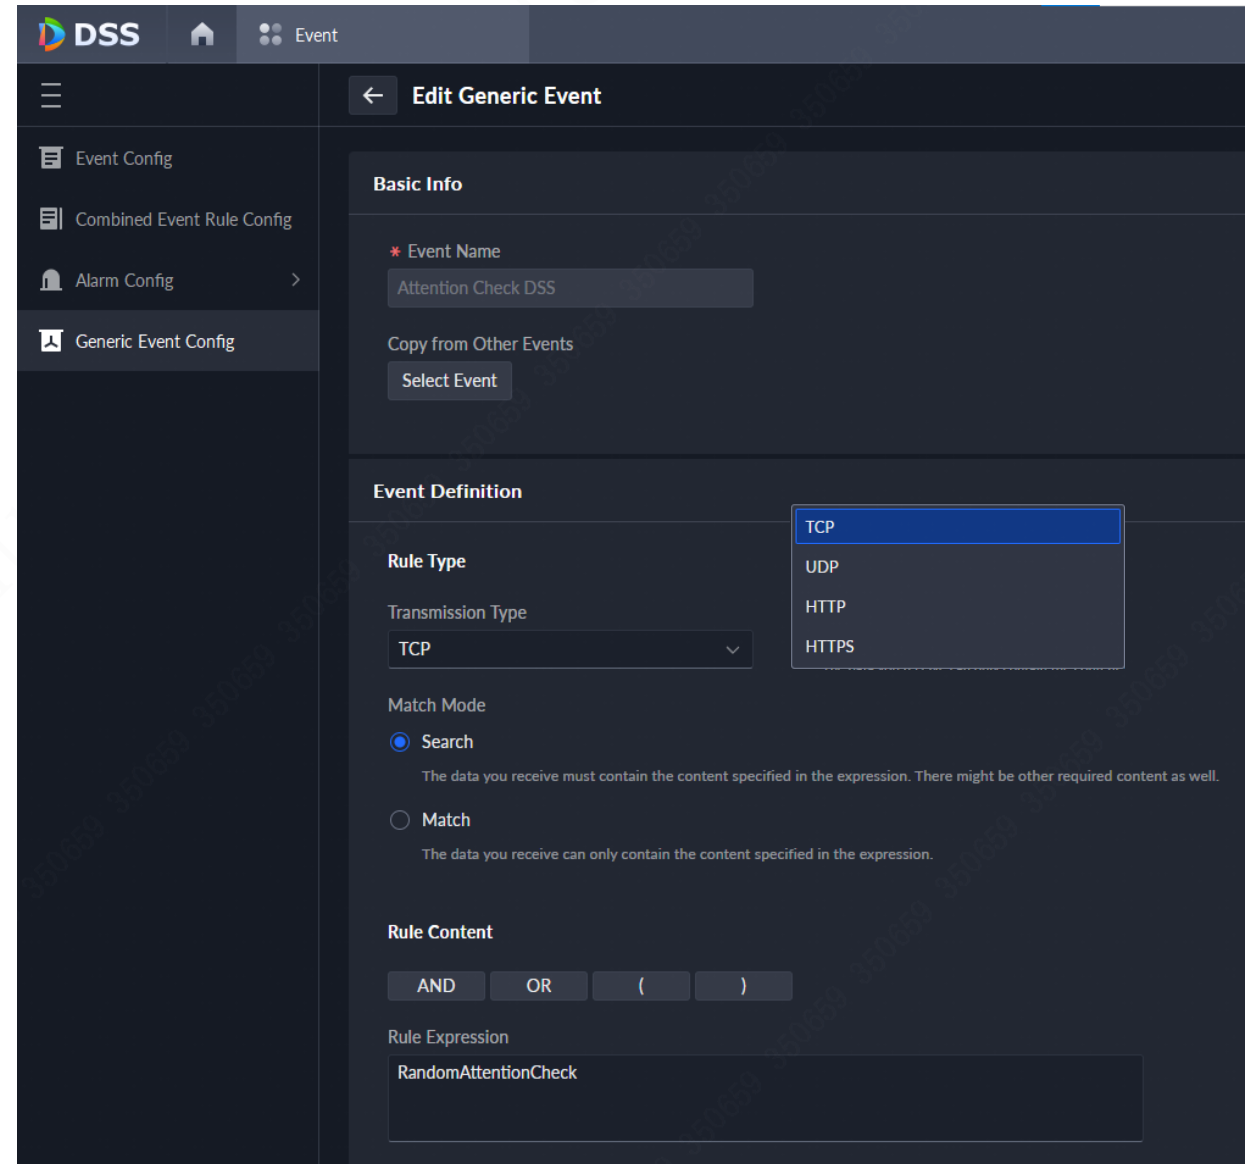 DSS
Event
Edit Generic Event
Event Config
Combined Event Rule Config
Alarm Config
Generic Event Config
Basic Info
* Event Name
Attention Check DSS
Copy from Other Events
Select Event
Event Definition
Rule Type
Transmission Type
TCP
TCP
UDP
HTTP
HTTPS
Match Mode
Search
The data you receive must contain the content specified in the expression. There might be other required content as well.
Match
The data you receive can only contain the content specified in the expression.
Rule Content
AND OR ( )
Rule Expression
RandomAttentionCheck
350659 350659 350659